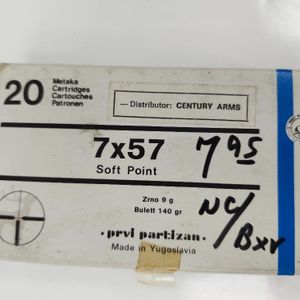 20
Metaka
Cartridges
Cartouches
Patronen
— Distributor: CENTURY ARMS
7x57
Soft Point
7 95
Zrno 9 g
Bulett 140 gr
NC/
Bxr
• prvi partizan •
Made in Yugoslavia